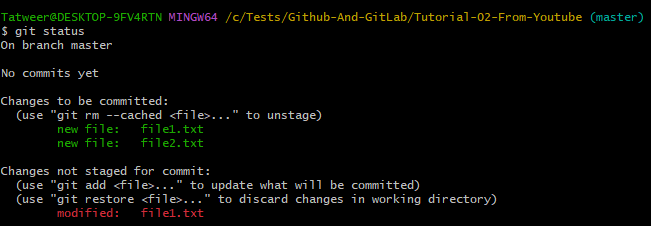 Tatweer@DESKTOP-9FV4RTN MINGW64 /c/Tests/Github-And-GitLab/Tutorial-02-From-Youtube (master)
$ git status
On branch master
No commits yet
Changes to be committed:
  (use "git rm --cached <file>..." to unstage)
        new file:   file1.txt
        new file:   file2.txt
Changes not staged for commit:
  (use "git add <file>..." to update what will be committed)
  (use "git restore <file>..." to discard changes in working directory)
        modified:   file1.txt